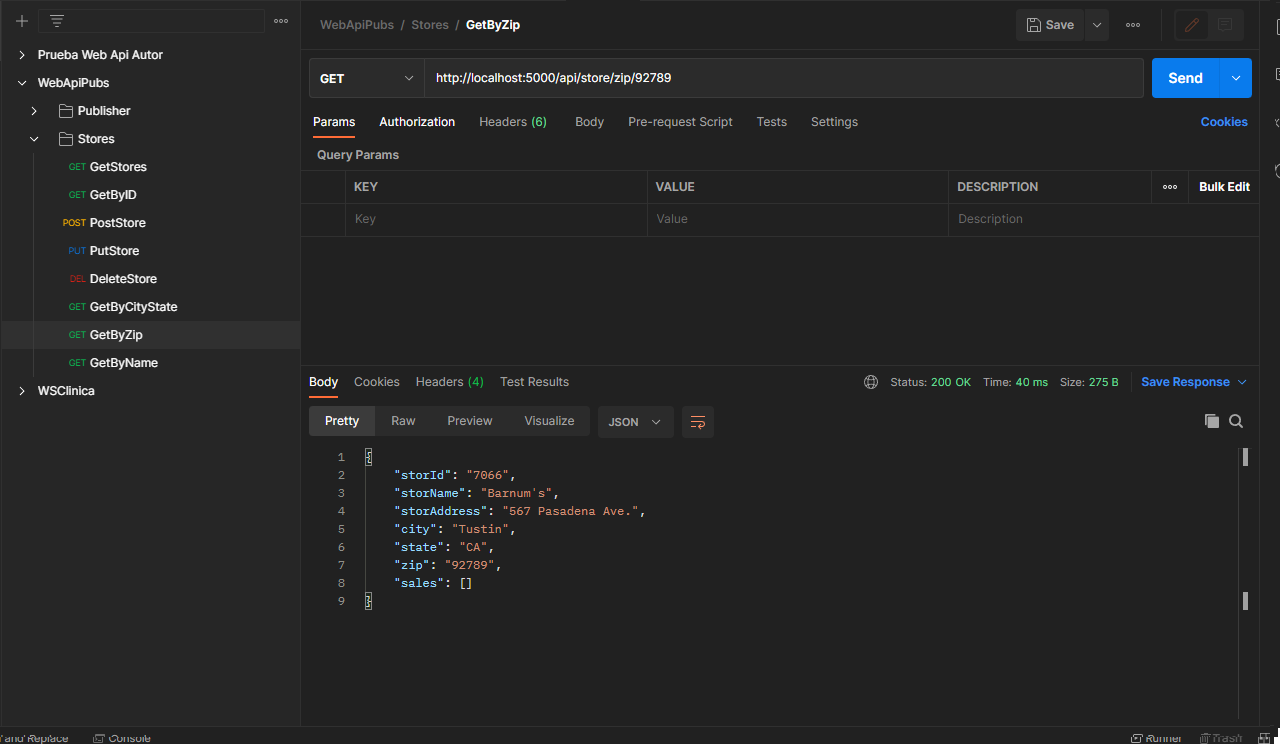 Prueba Web Api Autor
WebApiPubs
Publisher
Stores
GET GetStores
GET GetByID
POST PostStore
PUT PutStore
DEL DeleteStore
GET GetByCityState
GET GetByZip
GET GetByName
WSClinica
WebApiPubs / Stores / GetByZip
Save
GET http://localhost:5000/api/store/zip/92789 Send
Params Authorization Headers (6) Body Pre-request Script Tests Settings Cookies
Query Params
KEY VALUE DESCRIPTION Bulk Edit
Key Value Description
Body Cookies Headers (4) Test Results Status: 200 OK Time: 40 ms Size: 275 B Save Response
Pretty Raw Preview Visualize JSON
1 {
2 "storId": "7066",
3 "storName": "Barnum's",
4 "storAddress": "567 Pasadena Ave.",
5 "city": "Tustin",
6 "state": "CA",
7 "zip": "92789",
8 "sales": []
9 }
and Replace Console Runner Trash